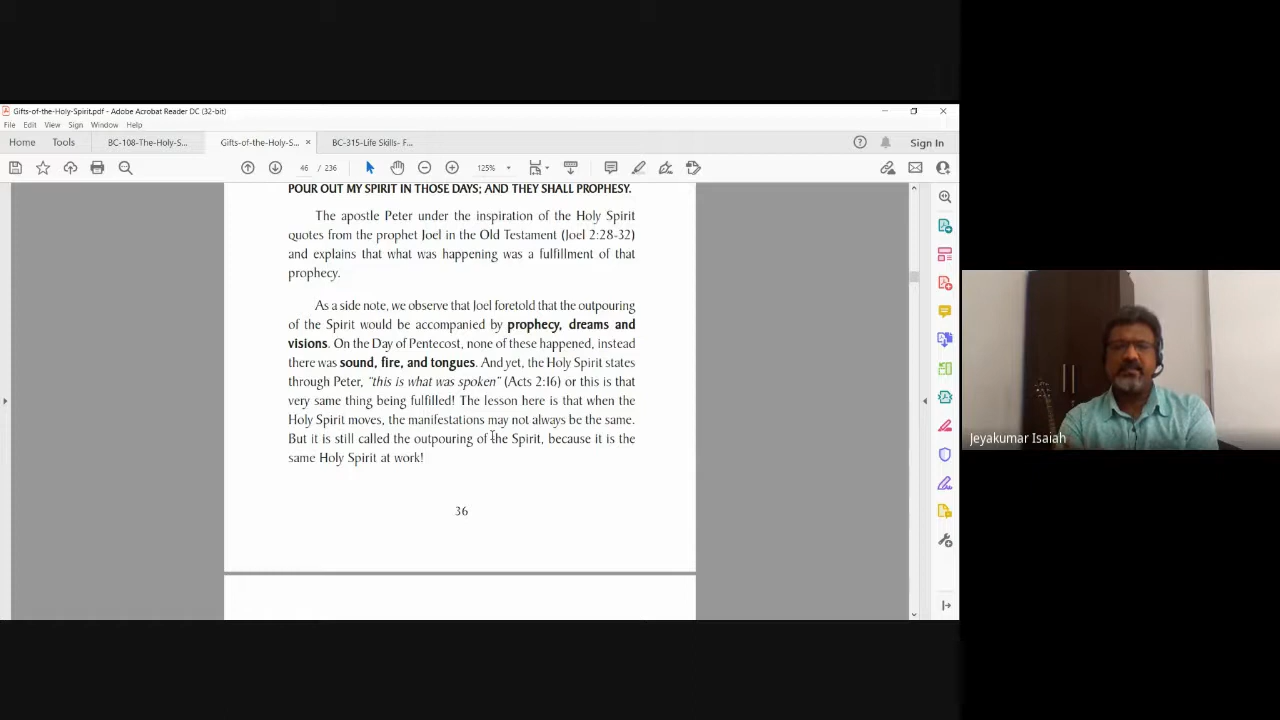 Gifts-of-the-Holy-Spirit.pdf - Adobe Acrobat Reader DC (32-bit)
File Edit View Sign Window Help
Home Tools BC-108-The-Holy-S... Gifts-of-the-Holy-S... × BC-315-Life Skills- F... Sign In
46 / 236 125%
POUR OUT MY SPIRIT IN THOSE DAYS; AND THEY SHALL PROPHESY.
The apostle Peter under the inspiration of the Holy Spirit
quotes from the prophet Joel in the Old Testament (Joel 2:28-32)
and explains that what was happening was a fulfillment of that
prophecy.
As a side note, we observe that Joel foretold that the outpouring
of the Spirit would be accompanied by prophecy, dreams and
visions. On the Day of Pentecost, none of these happened, instead
there was sound, fire, and tongues. And yet, the Holy Spirit states
through Peter, "this is what was spoken" (Acts 2:16) or this is that
very same thing being fulfilled! The lesson here is that when the
Holy Spirit moves, the manifestations may not always be the same.
But it is still called the outpouring of the Spirit, because it is the
same Holy Spirit at work!
36
Jeyakumar Isaiah